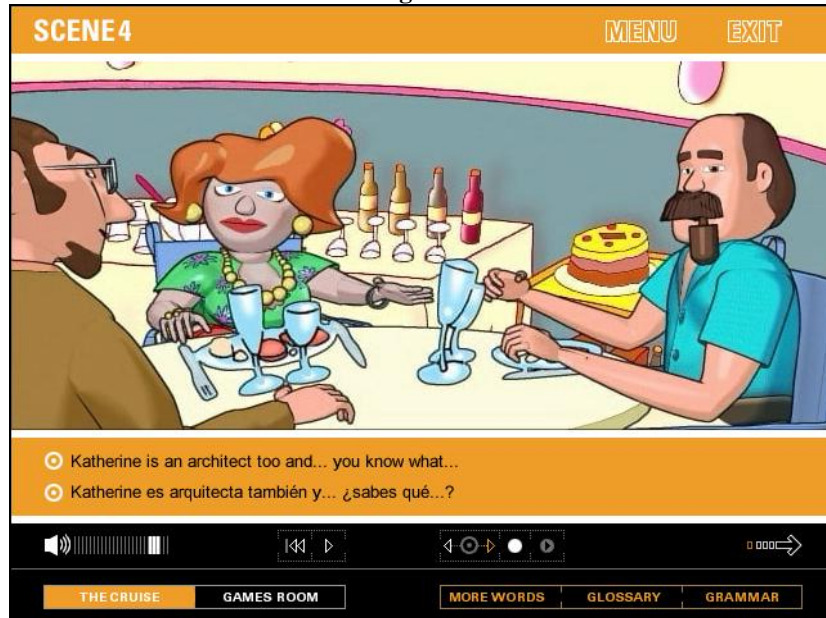 SCENE 4
MENU
EXIT
Katherine is an architect too and... you know what...
Katherine es arquitecta también y... ¿sabes qué...?
THE CRUISE
GAMES ROOM
MORE WORDS
GLOSSARY
GRAMMAR